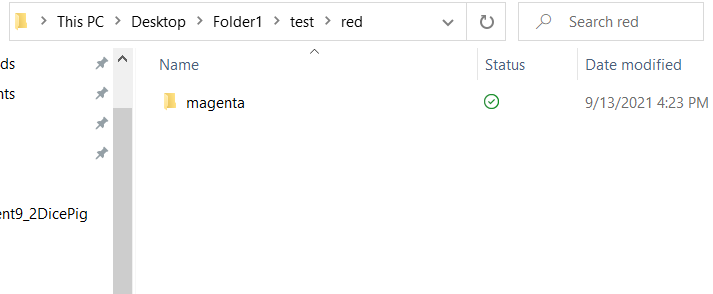 This PC > Desktop > Folder1 > test > red
Search red
Name Status Date modified
magenta 9/13/2021 4:23 PM
ds
nts
ent9_2DicePig